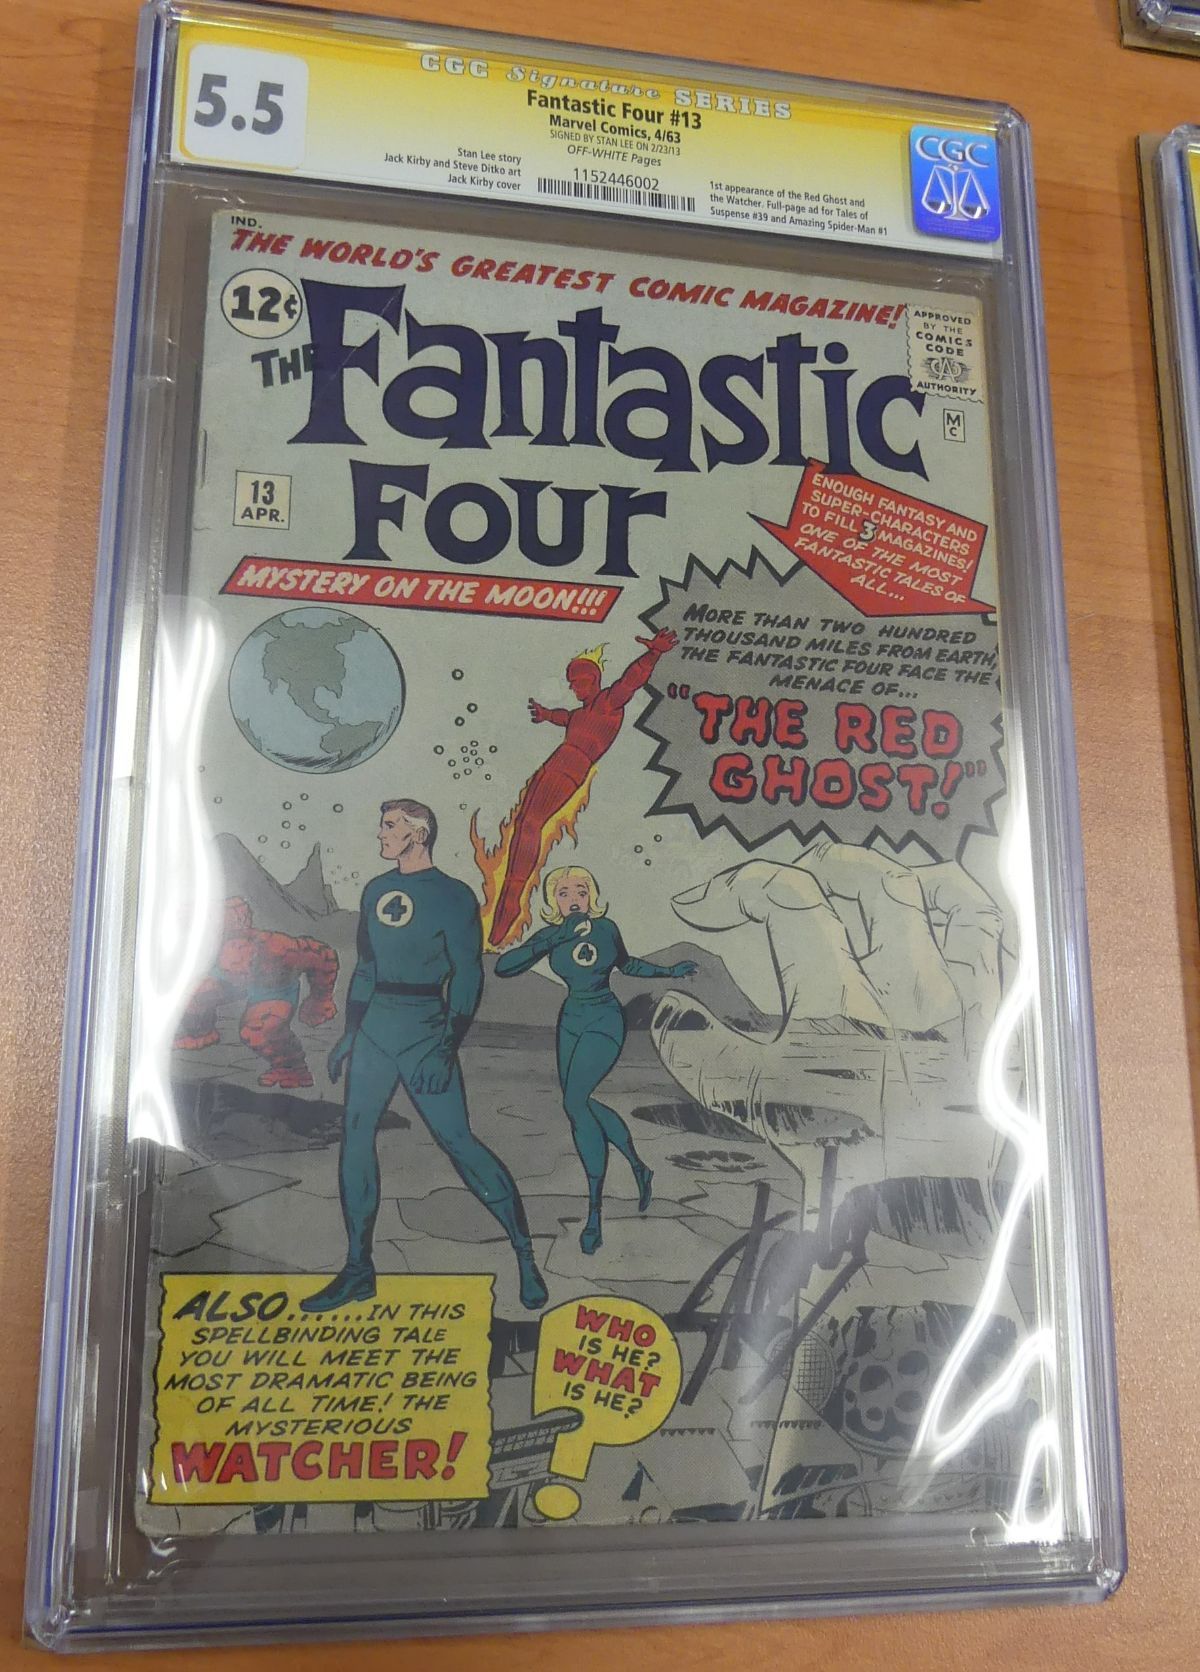 CGC Signature SERIES
5.5
Fantastic Four #13
Marvel Comics, 4/63
SIGNED BY STAN LEE ON 2/23/13
OFF-WHITE Pages
Stan Lee story
Jack Kirby and Steve Ditko art
Jack Kirby cover
1152446002
1st appearance of the Red Ghost and
the Watcher. Full-page ad for Tales of
Suspense #39 and Amazing Spider-Man #1
CGC
IND.
THE WORLD'S GREATEST COMIC MAGAZINE!
12¢
THE Fantastic
Four
APPROVED
BY THE
COMICS
CODE
AUTHORITY
M
C
13
APR.
ENOUGH FANTASY AND
SUPER-CHARACTERS
TO FILL 3 MAGAZINES!
ONE OF THE MOST
FANTASTIC TALES OF
ALL...
MYSTERY ON THE MOON!!!
MORE THAN TWO HUNDRED
THOUSAND MILES FROM EARTH,
THE FANTASTIC FOUR FACE THE
MENACE OF...
"THE RED
GHOST!"
4
4
ALSO.......IN THIS
SPELLBINDING TALE
YOU WILL MEET THE
MOST DRAMATIC BEING
OF ALL TIME! THE
MYSTERIOUS
WATCHER!
WHO
IS HE?
WHAT
IS HE?
Stan Lee